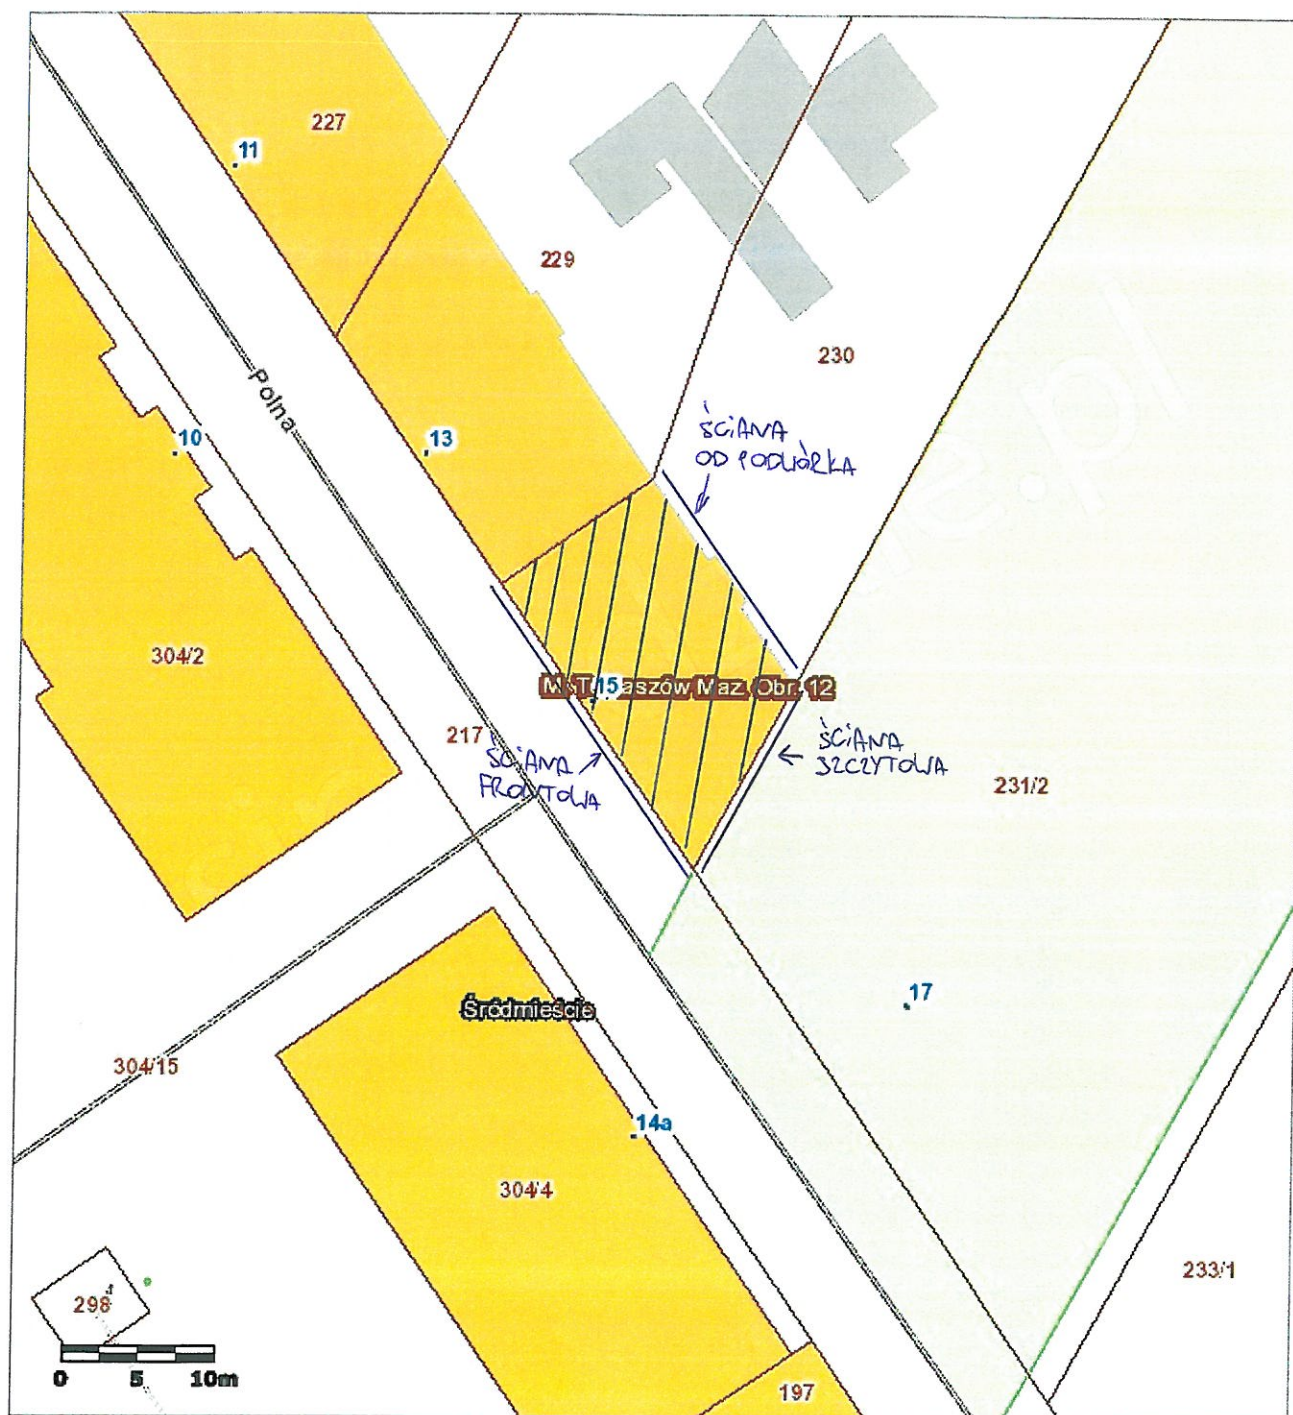 227
11
229
230
Polna
10
13
ŚCIANA
OD PODWÓRKA
304/2
M. T 15 aszów Maz. Obr. 12
217
ŚCIANA
FRONTOWA
ŚCIANA
SZCZYTOWA
231/2
17
Śródmieście
304/15
14a
304/4
233/1
298
0 5 10m
197